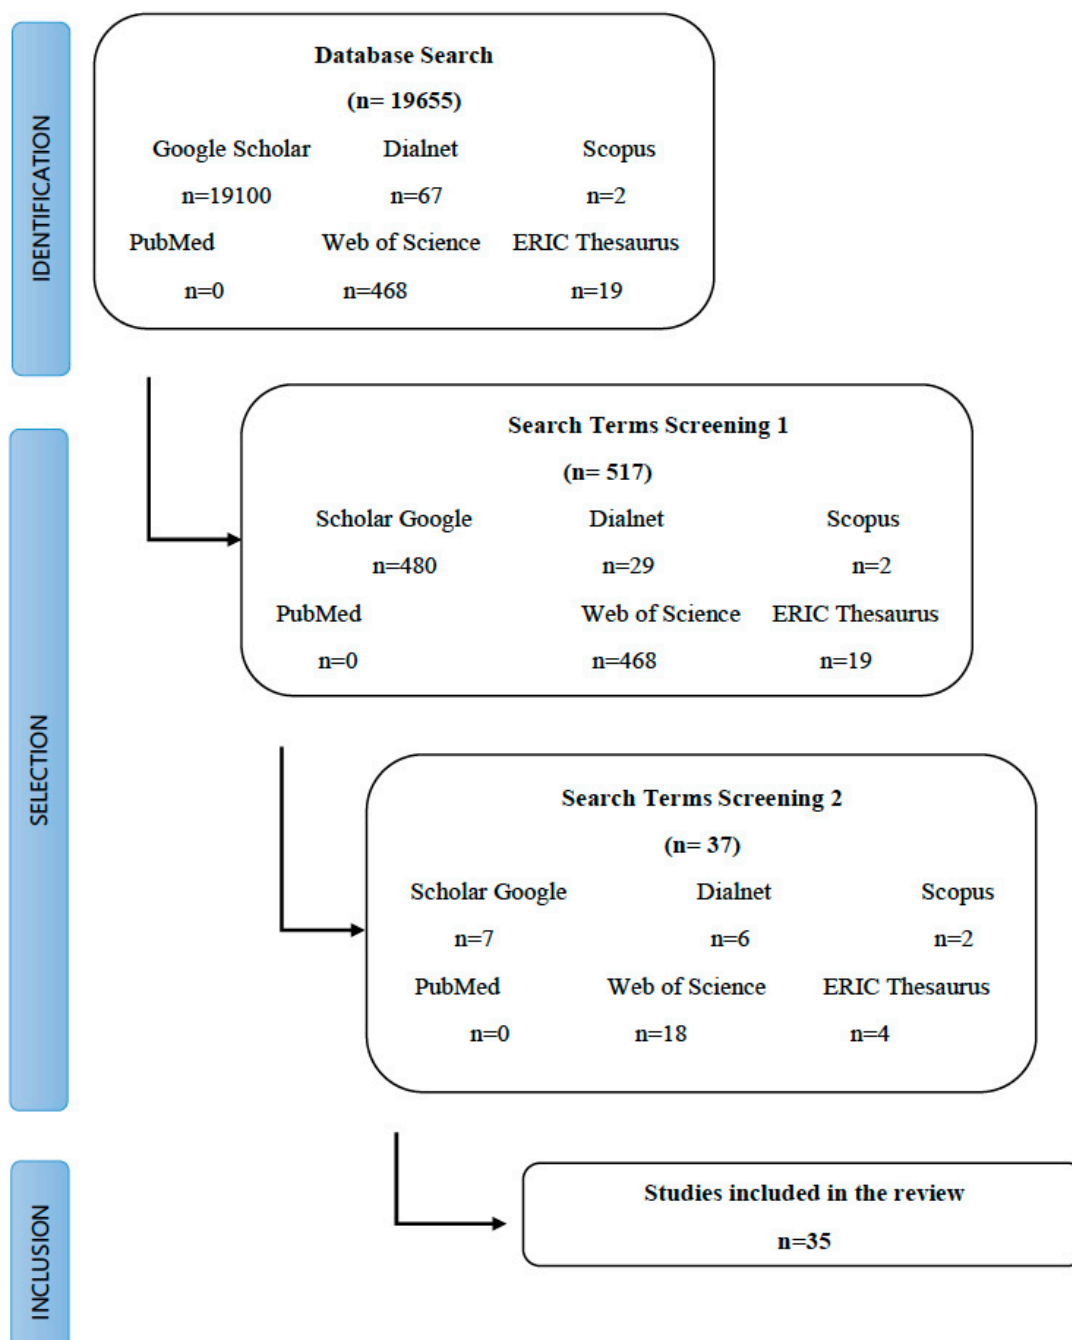 IDENTIFICATION
Database Search
(n= 19655)
Google Scholar Dialnet Scopus
n=19100 n=67 n=2
PubMed Web of Science ERIC Thesaurus
n=0 n=468 n=19
SELECTION
Search Terms Screening 1
(n= 517)
Scholar Google Dialnet Scopus
n=480 n=29 n=2
PubMed Web of Science ERIC Thesaurus
n=0 n=468 n=19
Search Terms Screening 2
(n= 37)
Scholar Google Dialnet Scopus
n=7 n=6 n=2
PubMed Web of Science ERIC Thesaurus
n=0 n=18 n=4
INCLUSION
Studies included in the review
n=35